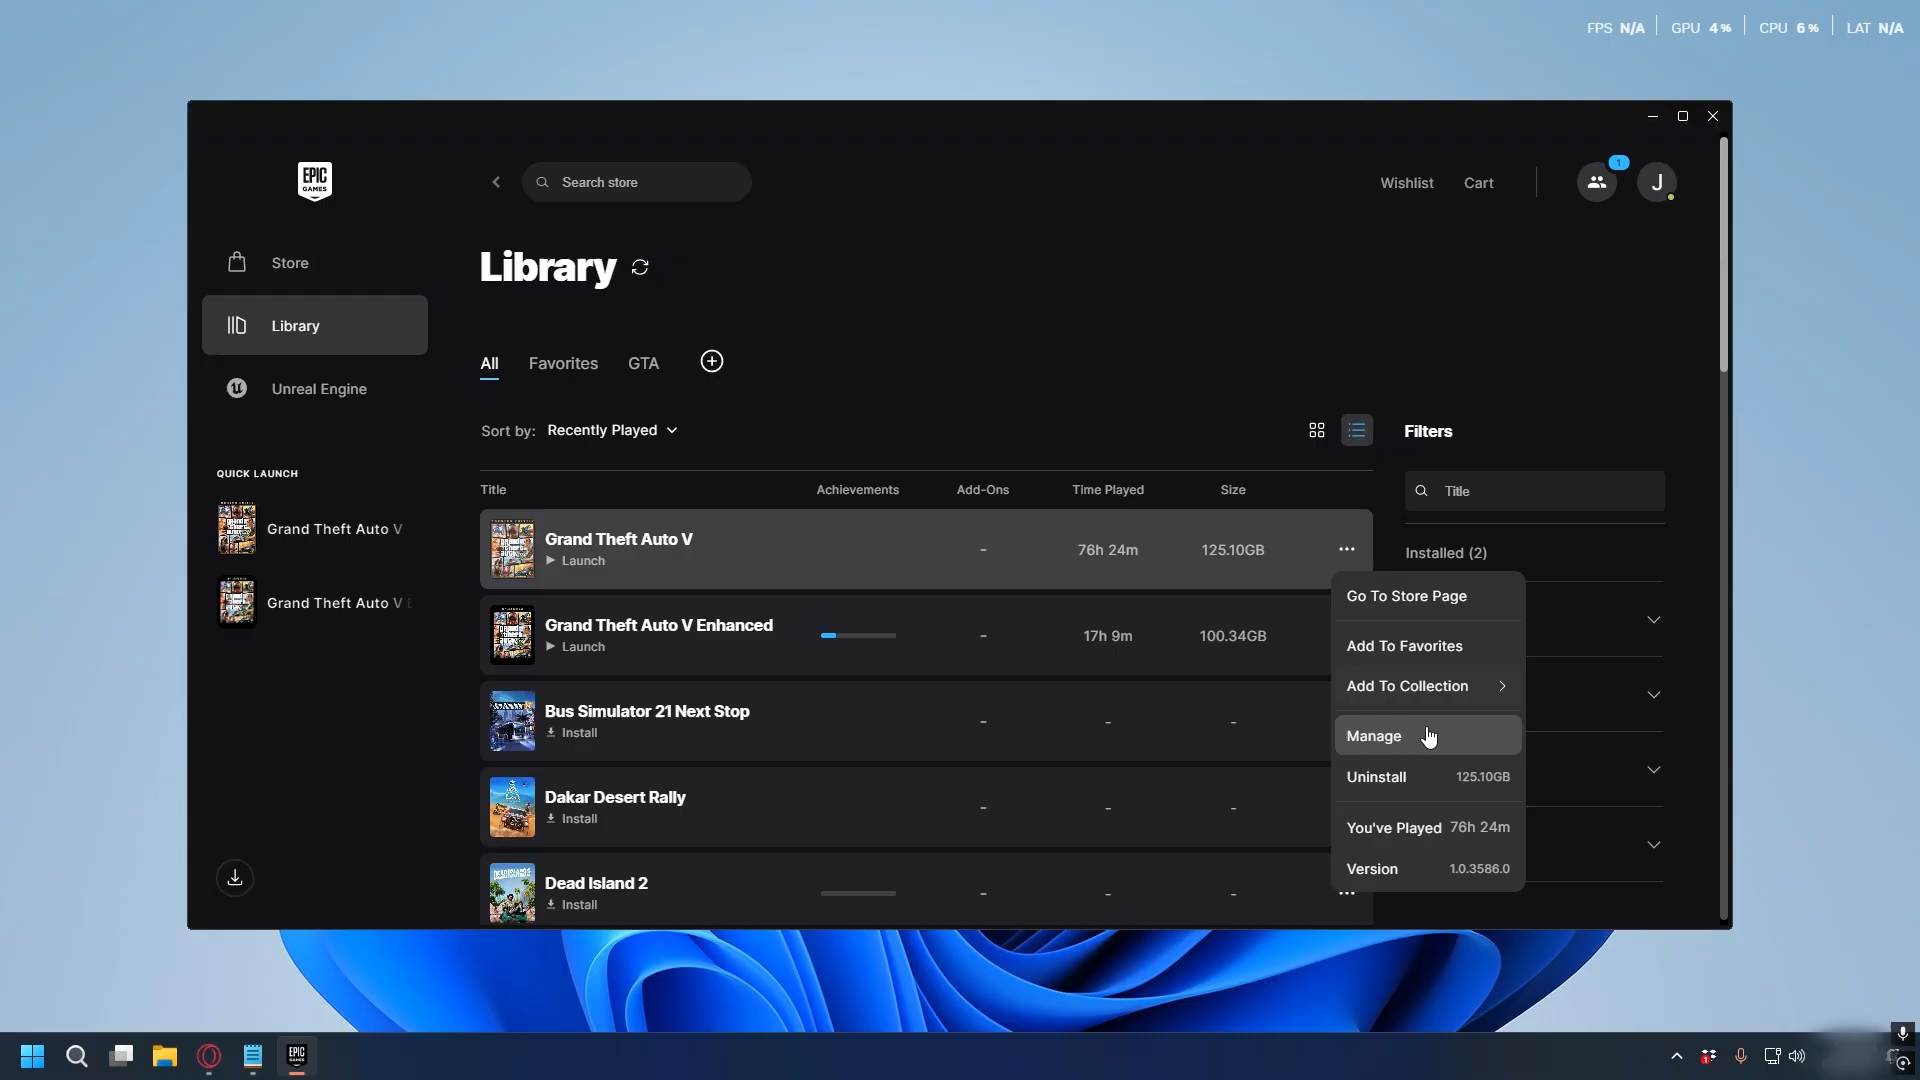 FPS N/A GPU 4% CPU 6% LAT N/A
EPIC GAMES
Search store
Wishlist
Cart
1
J
Store
Library
Unreal Engine
QUICK LAUNCH
Grand Theft Auto V
Grand Theft Auto V
Library
All
Favorites
GTA
Sort by: Recently Played
Title Achievements Add-Ons Time Played Size
Grand Theft Auto V
Launch
- 76h 24m 125.10GB
Grand Theft Auto V Enhanced
Launch
- 17h 9m 100.34GB
Bus Simulator 21 Next Stop
Install
- - -
Dakar Desert Rally
Install
- - -
Dead Island 2
Install
- - -
Filters
Title
Installed (2)
Go To Store Page
Add To Favorites
Add To Collection
Manage
Uninstall 125.10GB
You've Played 76h 24m
Version 1.0.3586.0
EPIC GAMES
1